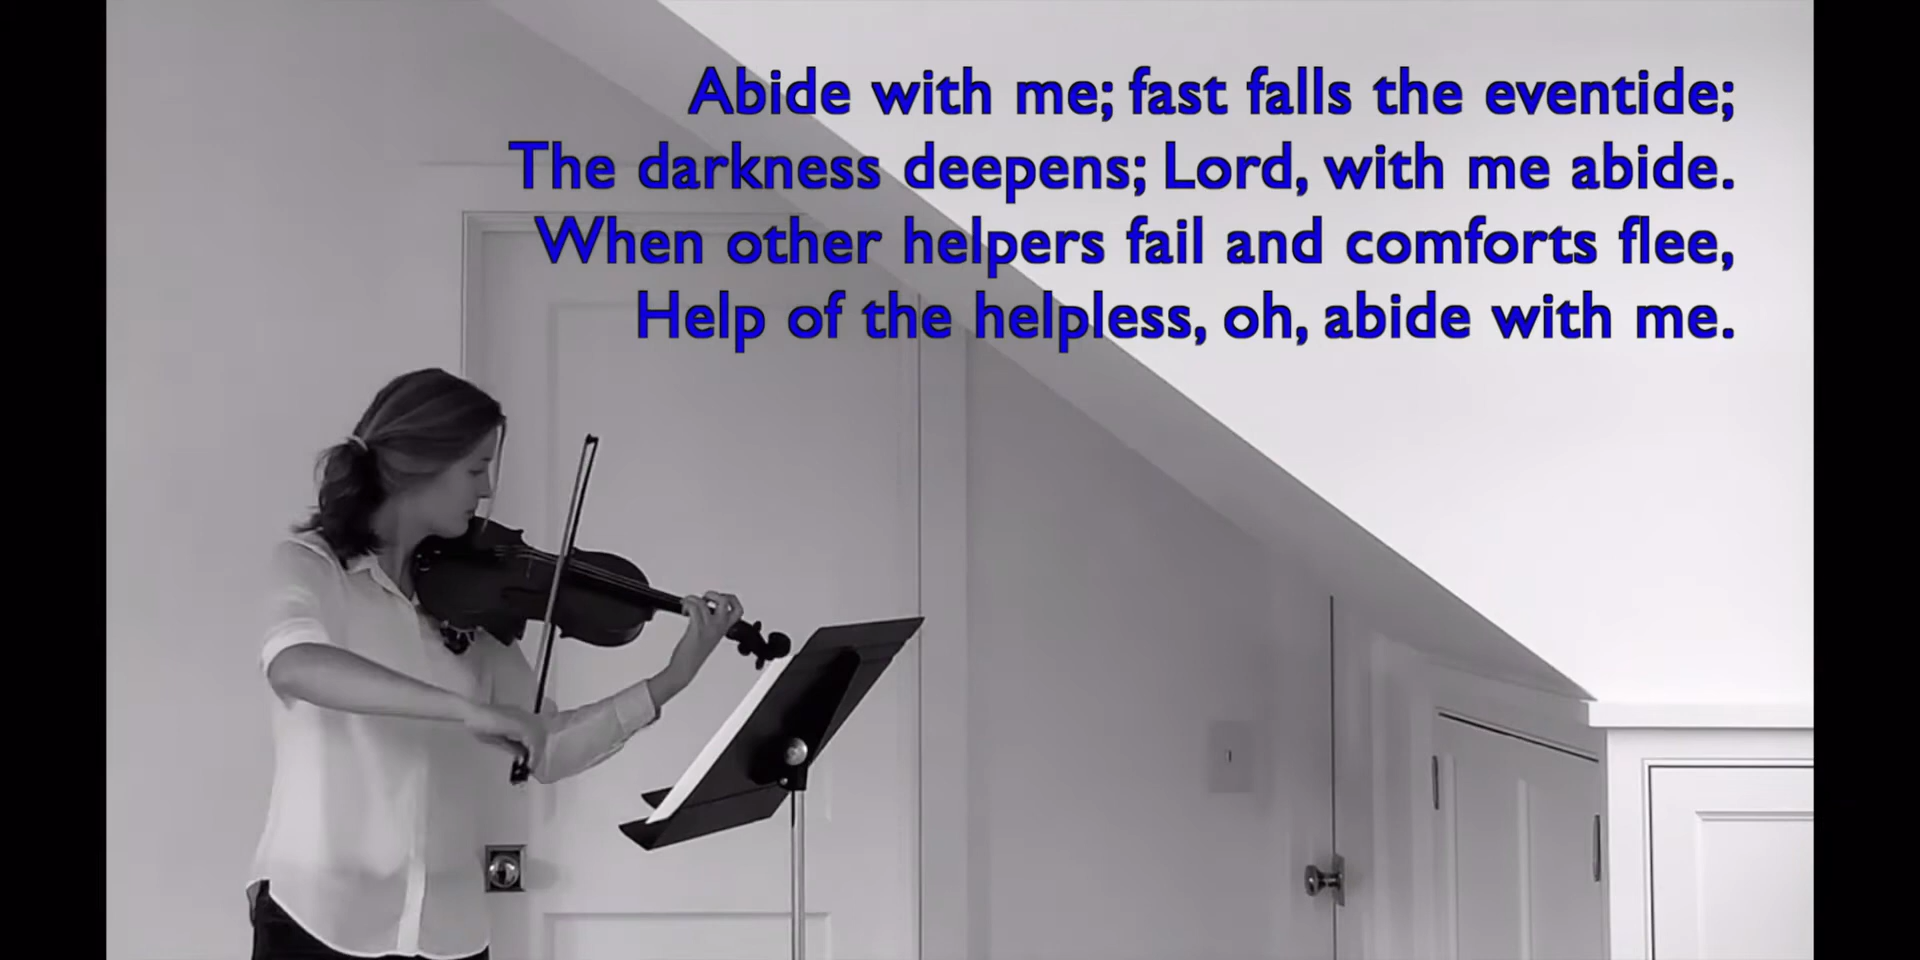 Abide with me; fast falls the eventide;
The darkness deepens; Lord, with me abide.
When other helpers fail and comforts flee,
Help of the helpless, oh, abide with me.